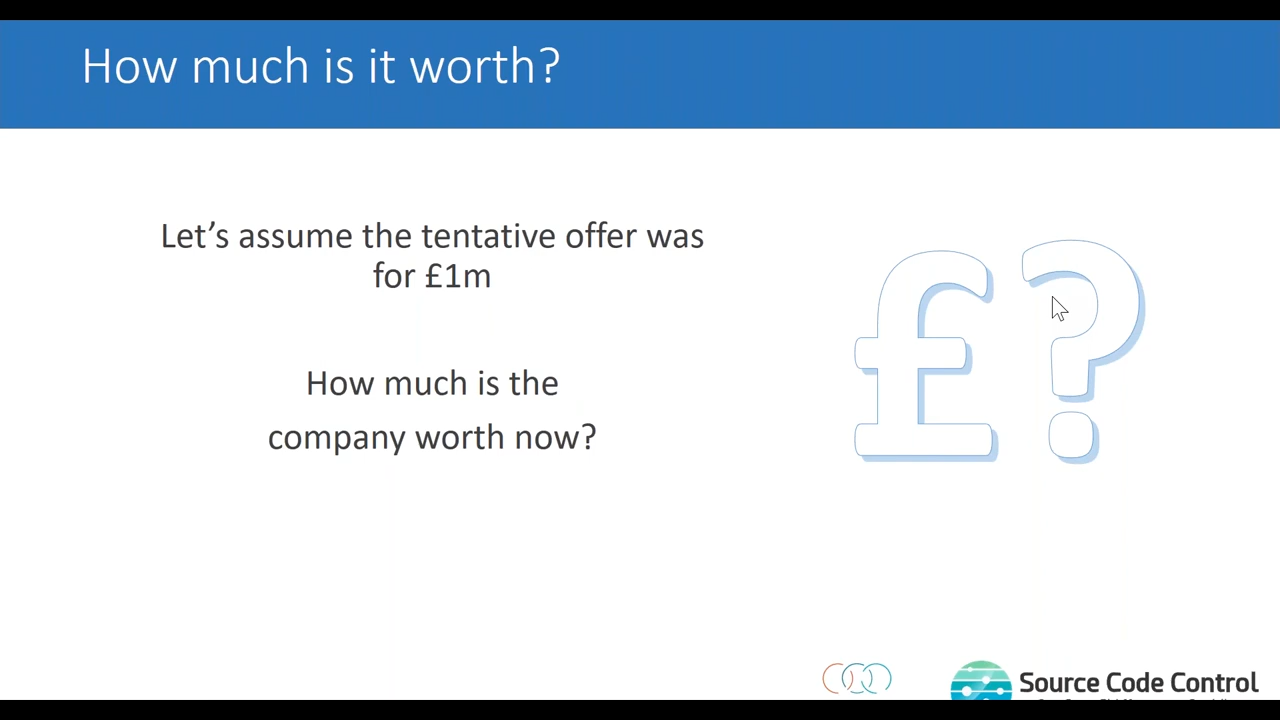 How much is it worth?
Let's assume the tentative offer was
for £1m
How much is the
company worth now?
£?
Source Code Control